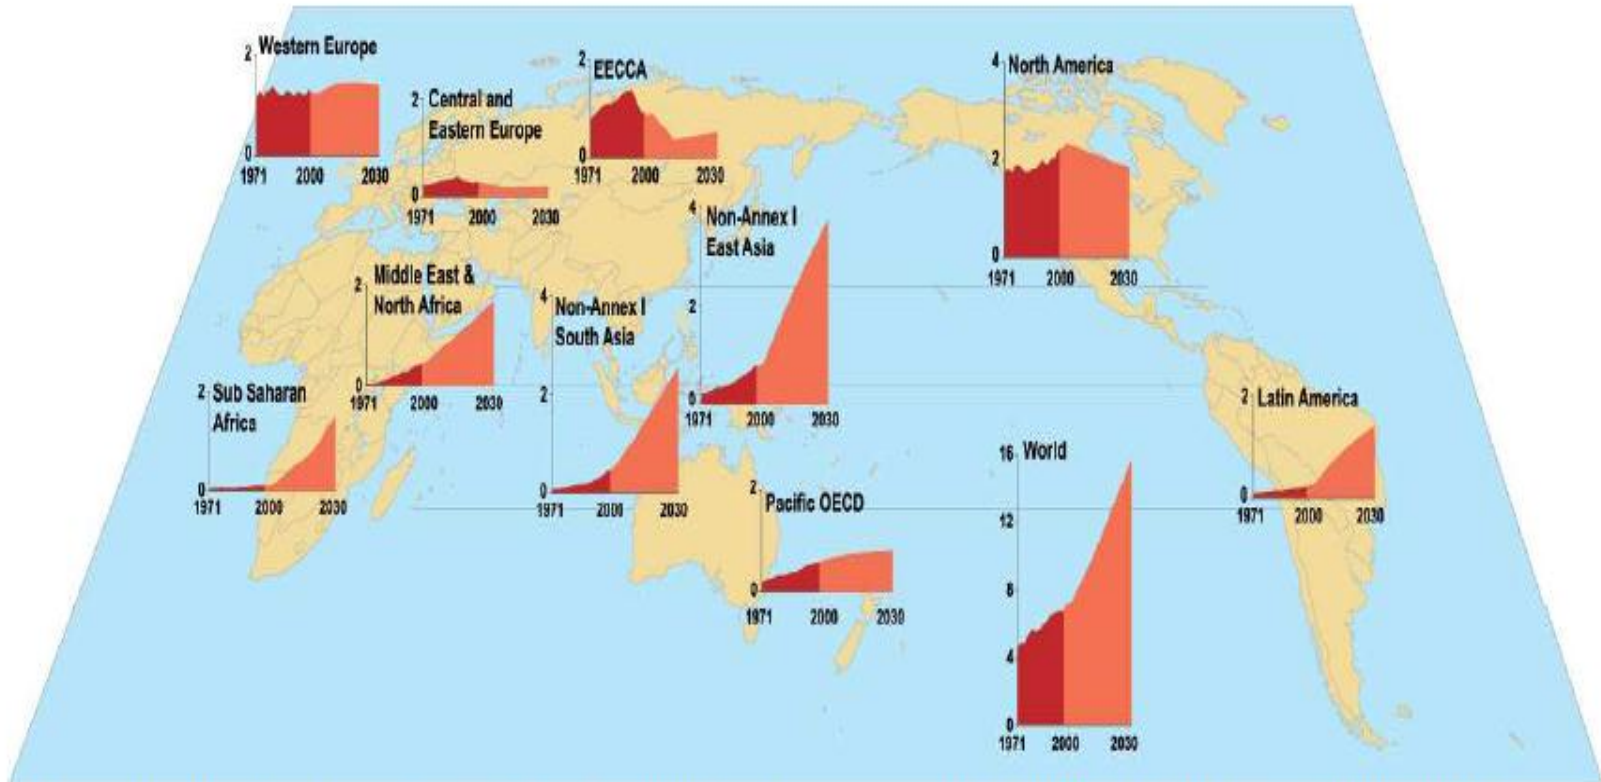 2 Western Europe
0
1971 2000 2030
2 Central and
Eastern Europe
0
1971 2000 2030
2 EECCA
0
1971 2000 2030
4 North America
2
0
1971 2000 2030
4 Non-Annex I
East Asia
2
0
1971 2000 2030
2 Middle East &
North Africa
0
1971 2000 2030
4 Non-Annex I
South Asia
2
0
1971 2000 2030
2 Sub Saharan
Africa
0
1971 2000 2030
2 Pacific OECD
0
1971 2000 2030
16 World
12
8
4
0
1971 2000 2030
2 Latin America
0
1971 2000 2030